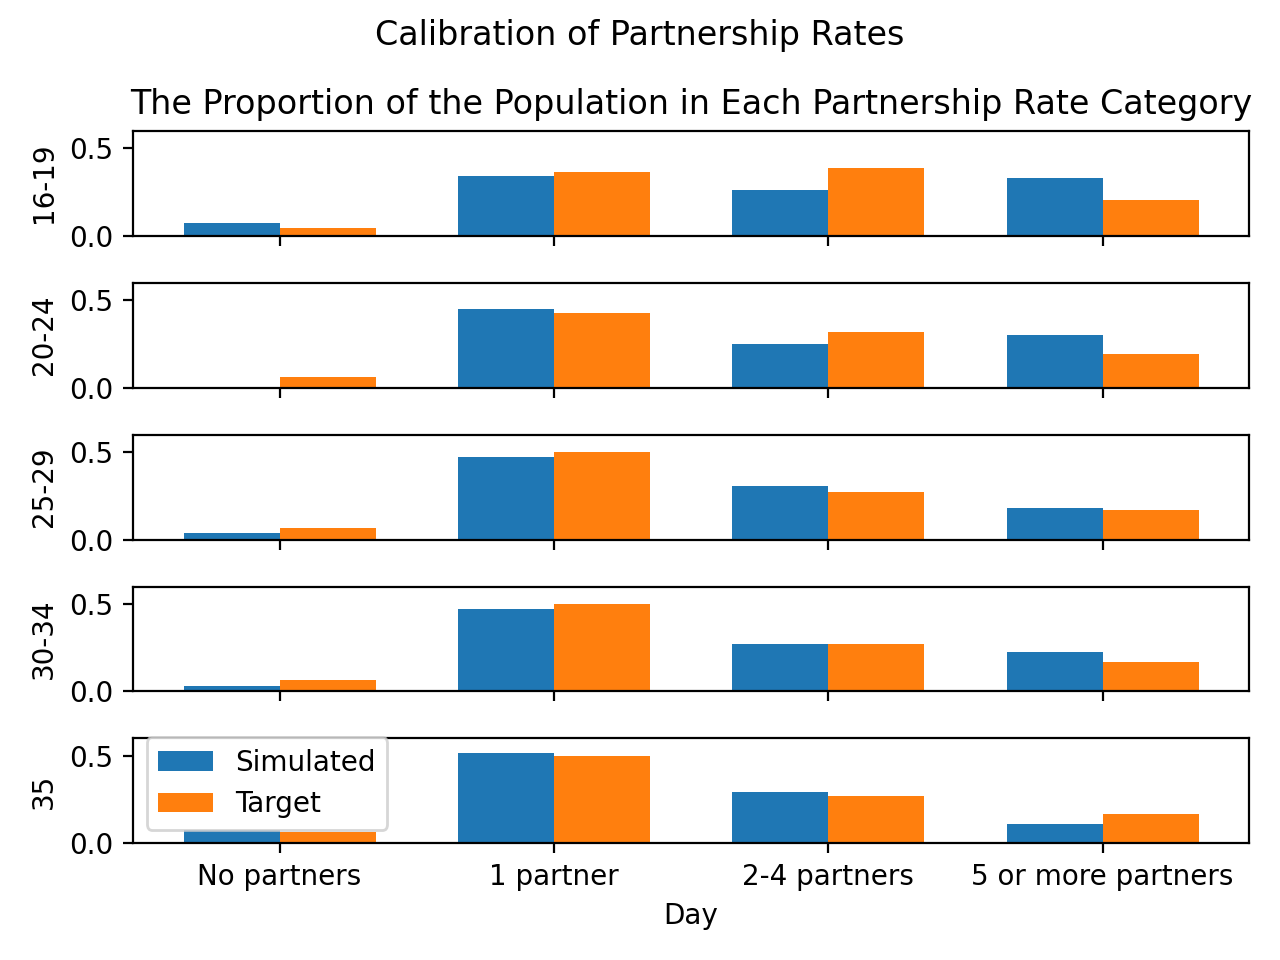 Calibration of Partnership Rates
The Proportion of the Population in Each Partnership Rate Category
0.5
0.0
16-19
0.5
0.0
20-24
0.5
0.0
25-29
0.5
0.0
30-34
0.5
0.0
35
Simulated
Target
No partners
1 partner
2-4 partners
5 or more partners
Day